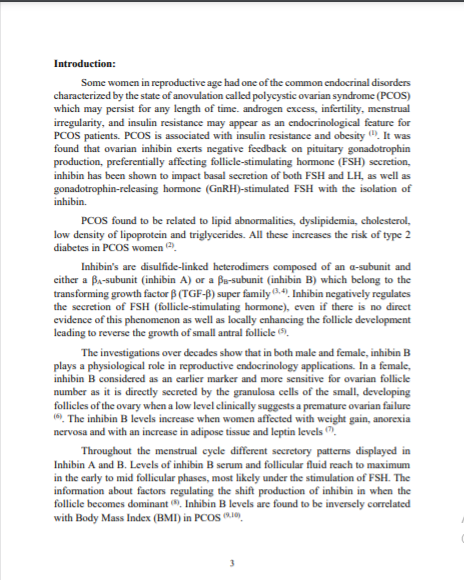 Introduction:
Some women in reproductive age had one of the common endocrinal disorders
characterized by the state of anovulation called polycystic ovarian syndrome (PCOS)
which may persist for any length of time. androgen excess, infertility, menstrual
irregularity, and insulin resistance may appear as an endocrinological feature for
PCOS patients. PCOS is associated with insulin resistance and obesity (1). It was
found that ovarian inhibin exerts negative feedback on pituitary gonadotrophin
production, preferentially affecting follicle-stimulating hormone (FSH) secretion,
inhibin has been shown to impact basal secretion of both FSH and LH, as well as
gonadotrophin-releasing hormone (GnRH)-stimulated FSH with the isolation of
inhibin.
PCOS found to be related to lipid abnormalities, dyslipidemia, cholesterol,
low density of lipoprotein and triglycerides. All these increases the risk of type 2
diabetes in PCOS women (2).
Inhibin's are disulfide-linked heterodimers composed of an α-subunit and
either a βA-subunit (inhibin A) or a βB-subunit (inhibin B) which belong to the
transforming growth factor β (TGF-β) super family (3, 4). Inhibin negatively regulates
the secretion of FSH (follicle-stimulating hormone), even if there is no direct
evidence of this phenomenon as well as locally enhancing the follicle development
leading to reverse the growth of small antral follicle (5).
The investigations over decades show that in both male and female, inhibin B
plays a physiological role in reproductive endocrinology applications. In a female,
inhibin B considered as an earlier marker and more sensitive for ovarian follicle
number as it is directly secreted by the granulosa cells of the small, developing
follicles of the ovary when a low level clinically suggests a premature ovarian failure
(6). The inhibin B levels increase when women affected with weight gain, anorexia
nervosa and with an increase in adipose tissue and leptin levels (7).
Throughout the menstrual cycle different secretory patterns displayed in
Inhibin A and B. Levels of inhibin B serum and follicular fluid reach to maximum
in the early to mid follicular phases, most likely under the stimulation of FSH. The
information about factors regulating the shift production of inhibin in when the
follicle becomes dominant (8). Inhibin B levels are found to be inversely correlated
with Body Mass Index (BMI) in PCOS (9,10).
3